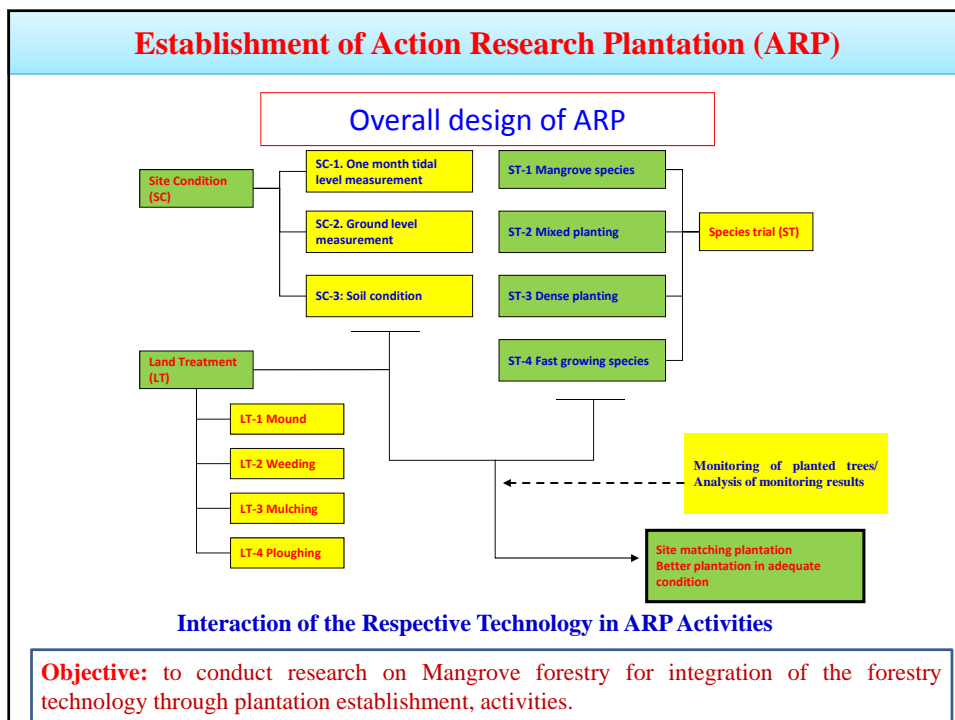 Establishment of Action Research Plantation (ARP)
Overall design of ARP
Site Condition
(SC)
SC-1. One month tidal
level measurement
SC-2. Ground level
measurement
SC-3: Soil condition
ST-1 Mangrove species
ST-2 Mixed planting
ST-3 Dense planting
ST-4 Fast growing species
Species trial (ST)
Land Treatment
(LT)
LT-1 Mound
LT-2 Weeding
LT-3 Mulching
LT-4 Ploughing
Monitoring of planted trees/
Analysis of monitoring results
Site matching plantation
Better plantation in adequate
condition
Interaction of the Respective Technology in ARP Activities
Objective: to conduct research on Mangrove forestry for integration of the forestry
technology through plantation establishment, activities.